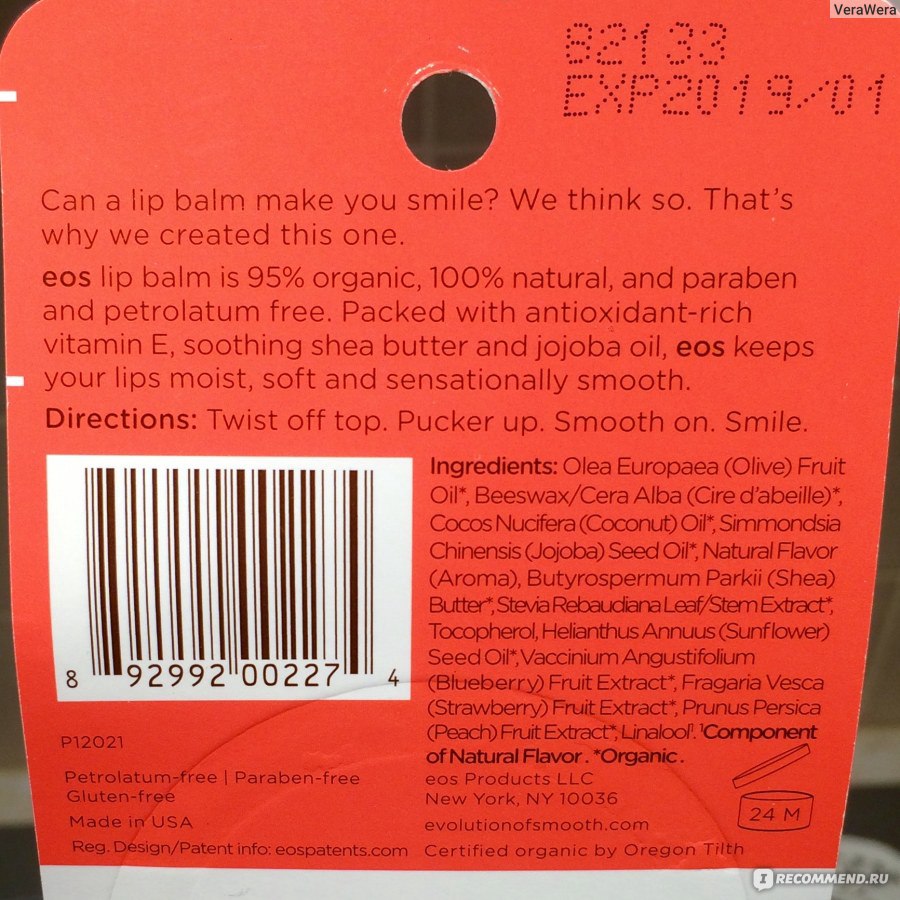 VeraWera
B2133
EXP2019/01
Can a lip balm make you smile? We think so. That's
why we created this one.
eos lip balm is 95% organic, 100% natural, and paraben
and petrolatum free. Packed with antioxidant-rich
vitamin E, soothing shea butter and jojoba oil, eos keeps
your lips moist, soft and sensationally smooth.
Directions: Twist off top. Pucker up. Smooth on. Smile.
Ingredients: Olea Europaea (Olive) Fruit
Oil*, Beeswax/Cera Alba (Cire d'abeille)*,
Cocos Nucifera (Coconut) Oil*, Simmondsia
Chinensis (Jojoba) Seed Oil*, Natural Flavor
(Aroma), Butyrospermum Parkii (Shea)
Butter*, Stevia Rebaudiana Leaf/Stem Extract*,
Tocopherol, Helianthus Annuus (Sunflower)
Seed Oil*, Vaccinium Angustifolium
(Blueberry) Fruit Extract*, Fragaria Vesca
(Strawberry) Fruit Extract*, Prunus Persica
(Peach) Fruit Extract*, Linalool¹. ¹Component
of Natural Flavor. *Organic.
8 92992 00227 4
P12021
Petrolatum-free | Paraben-free
Gluten-free
Made in USA
Reg. Design/Patent info: eospatents.com
eos Products LLC
New York, NY 10036
evolutionofsmooth.com
Certified organic by Oregon Tilth
24 M
IRECOMMEND.RU